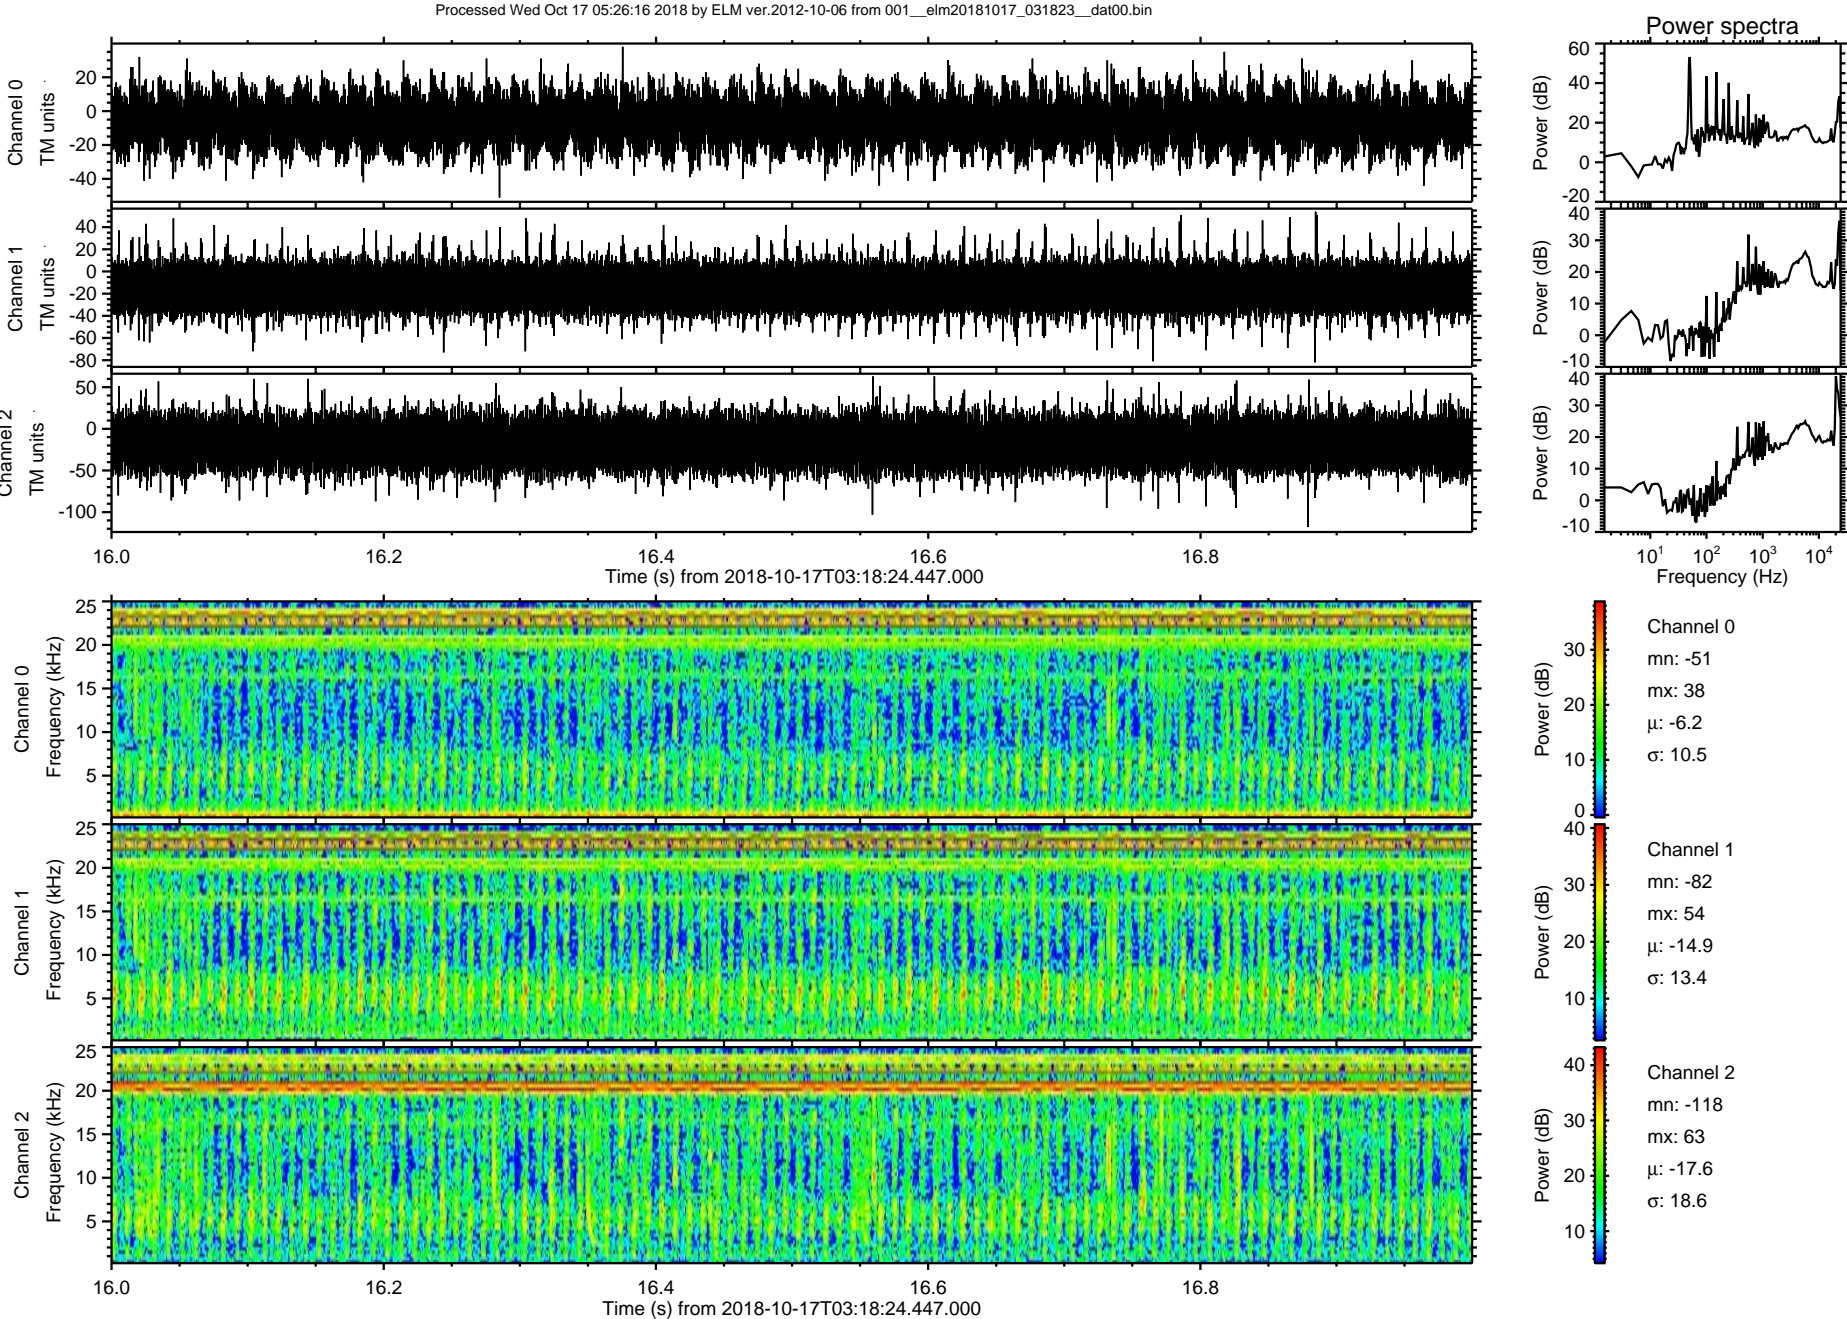 Processed Wed Oct 17 05:26:16 2018 by ELM ver.2012-10-06 from 001__elm20181017_031823__dat00.bin
Power spectra
Channel 0
TM units
20
0
-20
-40
Power (dB)
60
40
20
0
-20
Channel 1
TM units
40
20
0
-20
-40
-60
-80
Power (dB)
40
30
20
10
0
-10
Channel 2
TM units
50
0
-50
-100
Power (dB)
40
30
20
10
0
-10
16.0 16.2 16.4 16.6 16.8
Time (s) from 2018-10-17T03:18:24.447.000
10^1 10^2 10^3 10^4
Frequency (Hz)
Channel 0
Frequency (kHz)
25
20
15
10
5
Power (dB)
30
20
10
0
Channel 0
mn: -51
mx: 38
μ: -6.2
σ: 10.5
Channel 1
Frequency (kHz)
25
20
15
10
5
Power (dB)
40
30
20
10
Channel 1
mn: -82
mx: 54
μ: -14.9
σ: 13.4
Channel 2
Frequency (kHz)
25
20
15
10
5
Power (dB)
40
30
20
10
Channel 2
mn: -118
mx: 63
μ: -17.6
σ: 18.6
16.0 16.2 16.4 16.6 16.8
Time (s) from 2018-10-17T03:18:24.447.000